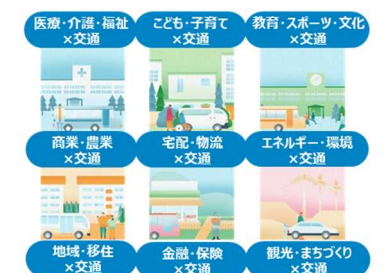 医療・介護・福祉
×交通
こども・子育て
×交通
教育・スポーツ・文化
×交通
商業・農業
×交通
宅配・物流
×交通
エネルギー・環境
×交通
地域・移住
×交通
金融・保険
×交通
観光・まちづくり
×交通